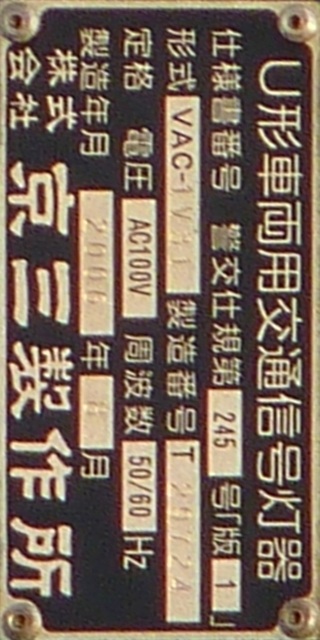 U形車両用交通信号灯器
仕様書番号 警交仕規第 245 号「版 1 」
形式 VAC-1 製造番号 T
定格 電圧 AC100V 周波数 50/60 Hz
製造年月 2006 年 月
株式会社 京三製作所